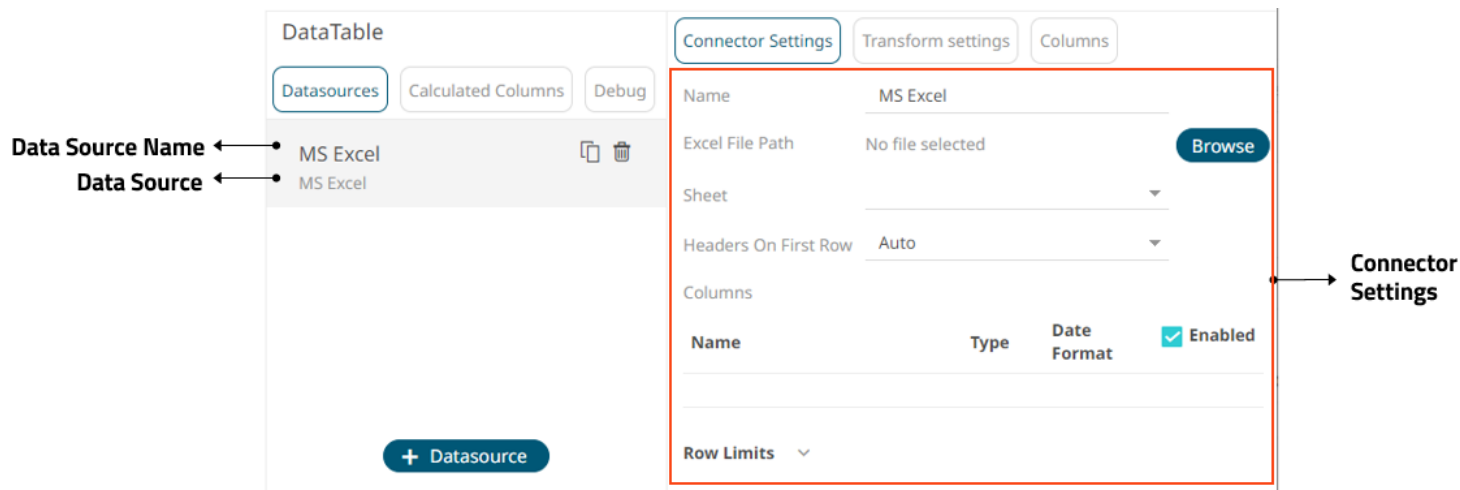 DataTable
Datasources Calculated Columns Debug
Data Source Name
MS Excel
Data Source
MS Excel
+ Datasource
Connector Settings Transform settings Columns
Name MS Excel
Excel File Path No file selected Browse
Sheet
Headers On First Row Auto
Columns
Name Type Date Format Enabled
Row Limits
Connector
Settings